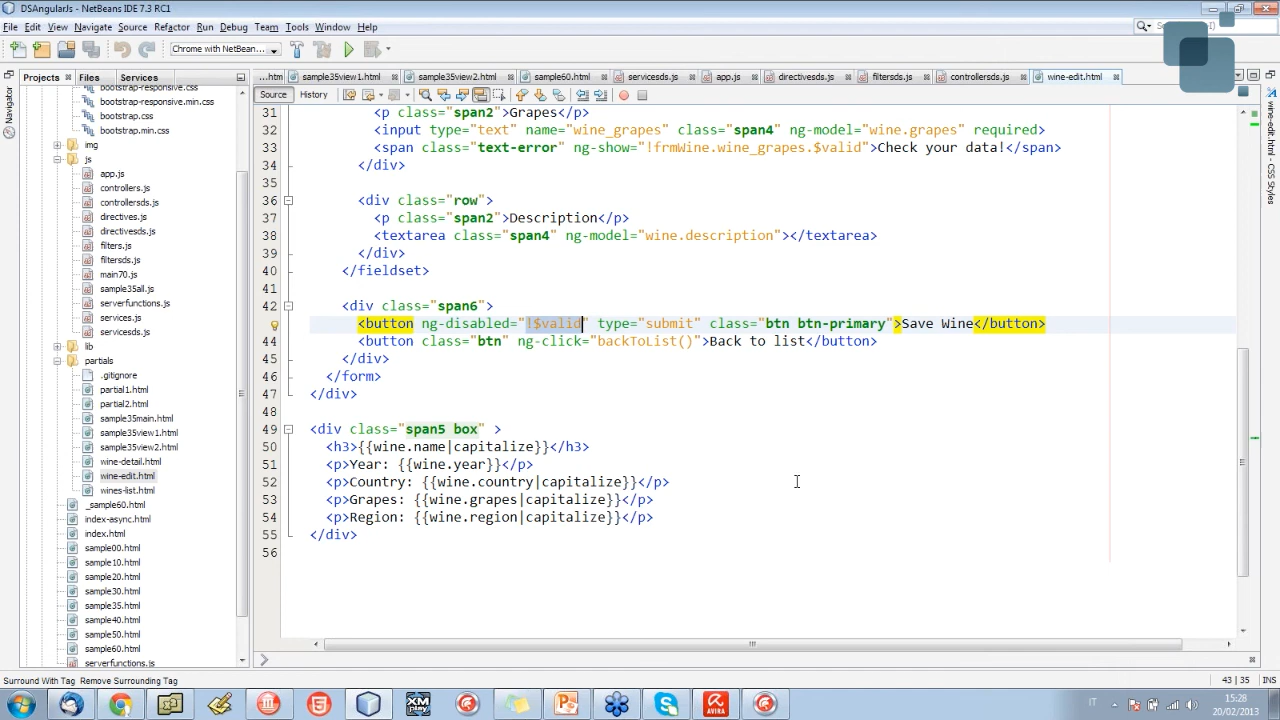 DSAngularJs - NetBeans IDE 7.3 RC1
File Edit View Navigate Source Refactor Run Debug Team Tools Window Help
Chrome with NetBean...
Projects Files Services
...htm sample35view1.html sample35view2.html sample60.html servicesds.js app.js directivesds.js filtersds.js controllersds.js wine-edit.html
Source History
Navigator
wine-edit.html - CSS Styles
bootstrap-responsive.css
bootstrap-responsive.min.css
bootstrap.css
bootstrap.min.css
img
js
app.js
controllers.js
controllersds.js
directives.js
directivesds.js
filters.js
filtersds.js
main70.js
sample35all.js
serverfunctions.js
services.js
servicesds.js
lib
partials
.gitignore
partial1.html
partial2.html
sample35main.html
sample35view1.html
sample35view2.html
wine-detail.html
wine-edit.html
wines-list.html
_sample60.html
index-async.html
index.html
sample00.html
sample10.html
sample20.html
sample30.html
sample35.html
sample40.html
sample50.html
sample60.html
serverfunctions.js
31 <p class="span2">Grapes</p>
32 <input type="text" name="wine_grapes" class="span4" ng-model="wine.grapes" required>
33 <span class="text-error" ng-show="!frmWine.wine_grapes.$valid">Check your data!</span>
34 </div>
35
36 <div class="row">
37 <p class="span2">Description</p>
38 <textarea class="span4" ng-model="wine.description"></textarea>
39 </div>
40 </fieldset>
41
42 <div class="span6">
43 <button ng-disabled="!$valid" type="submit" class="btn btn-primary">Save Wine</button>
44 <button class="btn" ng-click="backToList()">Back to list</button>
45 </div>
46 </form>
47 </div>
48
49 <div class="span5 box" >
50 <h3>{{wine.name|capitalize}}</h3>
51 <p>Year: {{wine.year}}</p>
52 <p>Country: {{wine.country|capitalize}}</p>
53 <p>Grapes: {{wine.grapes|capitalize}}</p>
54 <p>Region: {{wine.region|capitalize}}</p>
55 </div>
56
Surround With Tag Remove Surrounding Tag
43 | 35 INS
XM play
AVIRA
IT
15:28
20/02/2013